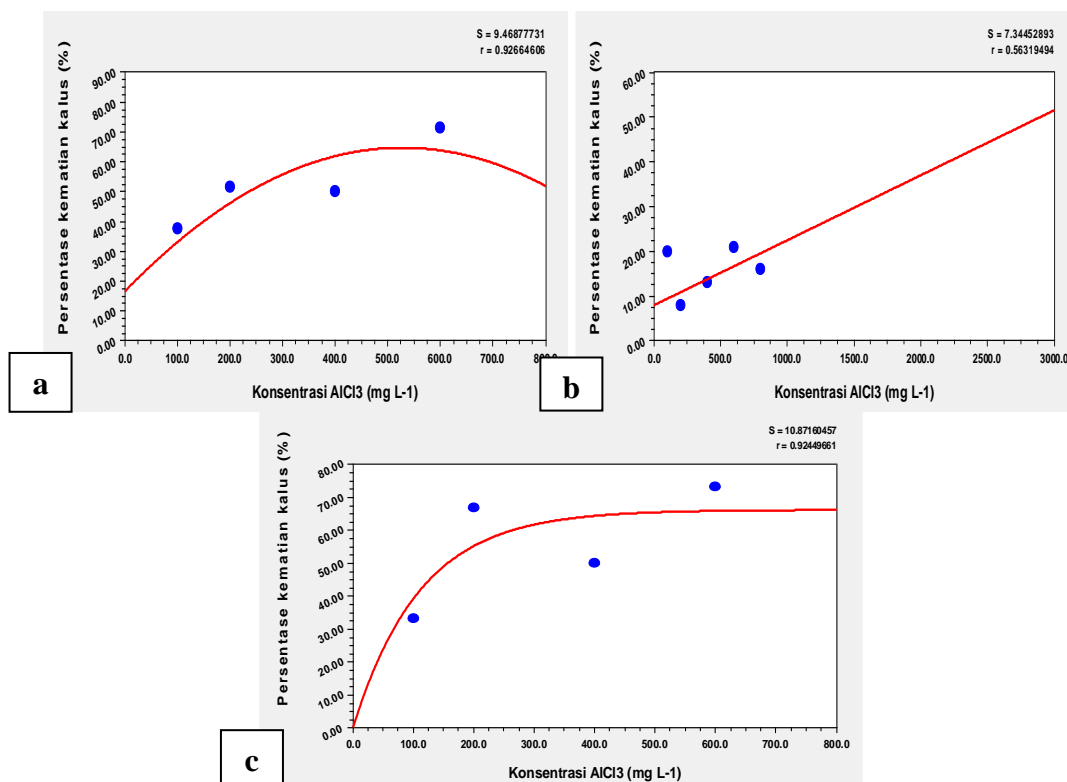 S = 9.46877731
r = 0.92664606
Persentase kematian kalus (%)
90.00
80.00
70.00
60.00
50.00
40.00
30.00
20.00
10.00
0.00
0.0 100.0 200.0 300.0 400.0 500.0 600.0 700.0 800.0
Konsentrasi AlCl3 (mg L-1)
a
S = 7.34452893
r = 0.56319494
Persentase kematian kalus (%)
60.00
50.00
40.00
30.00
20.00
10.00
0.00
0.0 500.0 1000.0 1500.0 2000.0 2500.0 3000.0
Konsentrasi AlCl3 (mg L-1)
b
S = 10.87160457
r = 0.92449661
Persentase kematian kalus (%)
80.00
70.00
60.00
50.00
40.00
30.00
20.00
10.00
0.00
0.0 100.0 200.0 300.0 400.0 500.0 600.0 700.0 800.0
Konsentrasi AlCl3 (mg L-1)
c